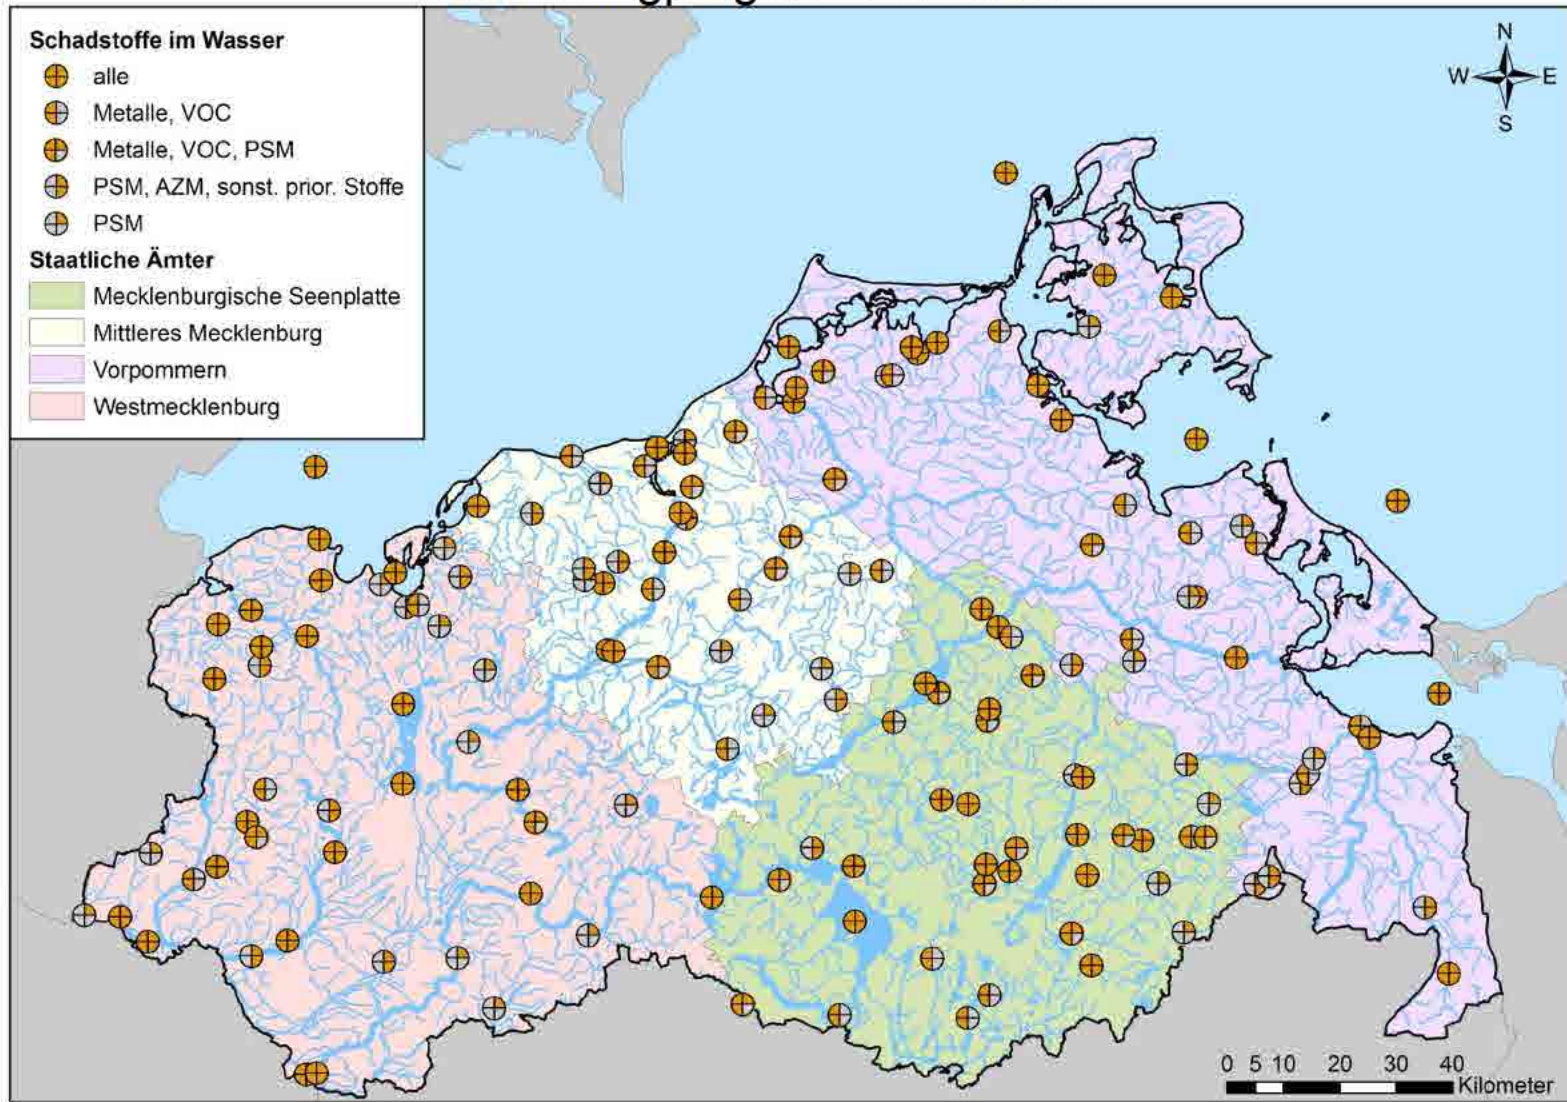 Schadstoffe im Wasser
alle
Metalle, VOC
Metalle, VOC, PSM
PSM, AZM, sonst. prior. Stoffe
PSM
Staatliche Ämter
Mecklenburgische Seenplatte
Mittleres Mecklenburg
Vorpommern
Westmecklenburg
N
W E
S
0 5 10 20 30 40
Kilometer